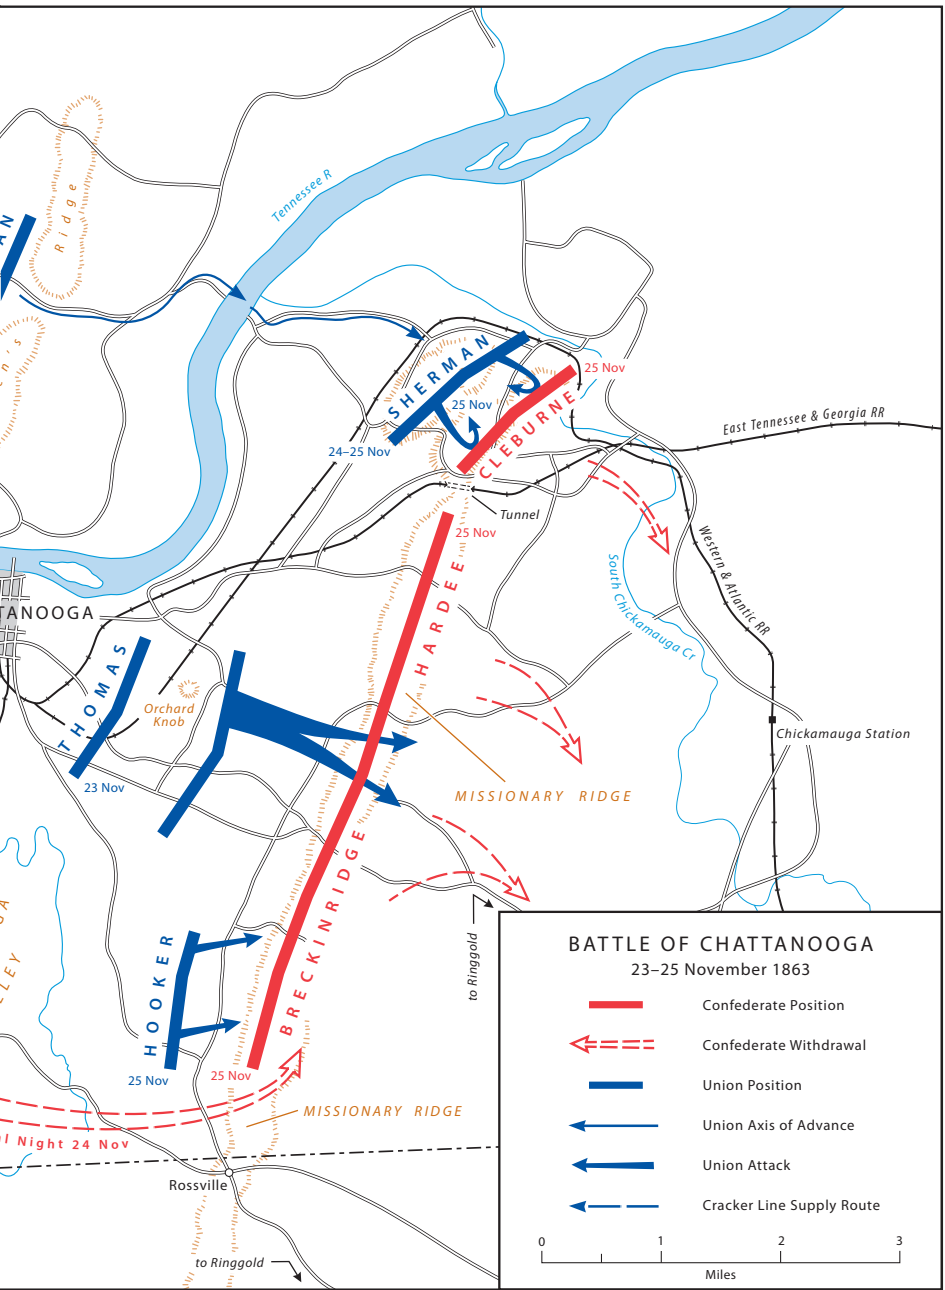 Ridge
Tennessee R
SHERMAN
25 Nov
25 Nov
CLEBURNE
24–25 Nov
East Tennessee & Georgia RR
Tunnel
25 Nov
Western & Atlantic RR
South Chickamauga Cr
HARDEE
THOMAS
Orchard
Knob
23 Nov
Chickamauga Station
MISSIONARY RIDGE
BRECKINRIDGE
HOOKER
to Ringgold
25 Nov
25 Nov
MISSIONARY RIDGE
Night 24 Nov
Rossville
to Ringgold
BATTLE OF CHATTANOOGA
23–25 November 1863
Confederate Position
Confederate Withdrawal
Union Position
Union Axis of Advance
Union Attack
Cracker Line Supply Route
0 1 2 3
Miles